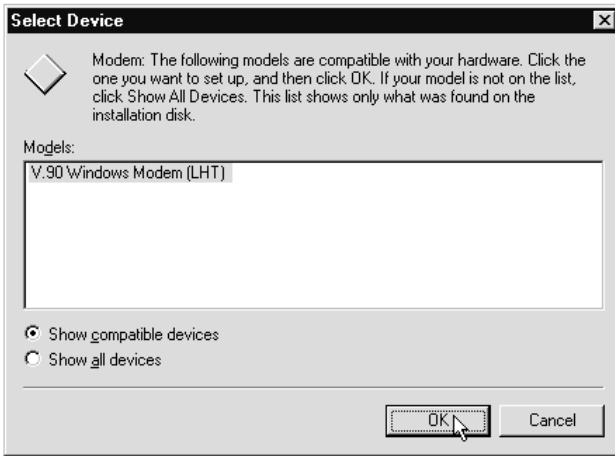 Select Device
Modem: The following models are compatible with your hardware. Click the
one you want to set up, and then click OK. If your model is not on the list,
click Show All Devices. This list shows only what was found on the
installation disk.
Models:
V.90 Windows Modem (LHT)
Show compatible devices
Show all devices
OK
Cancel